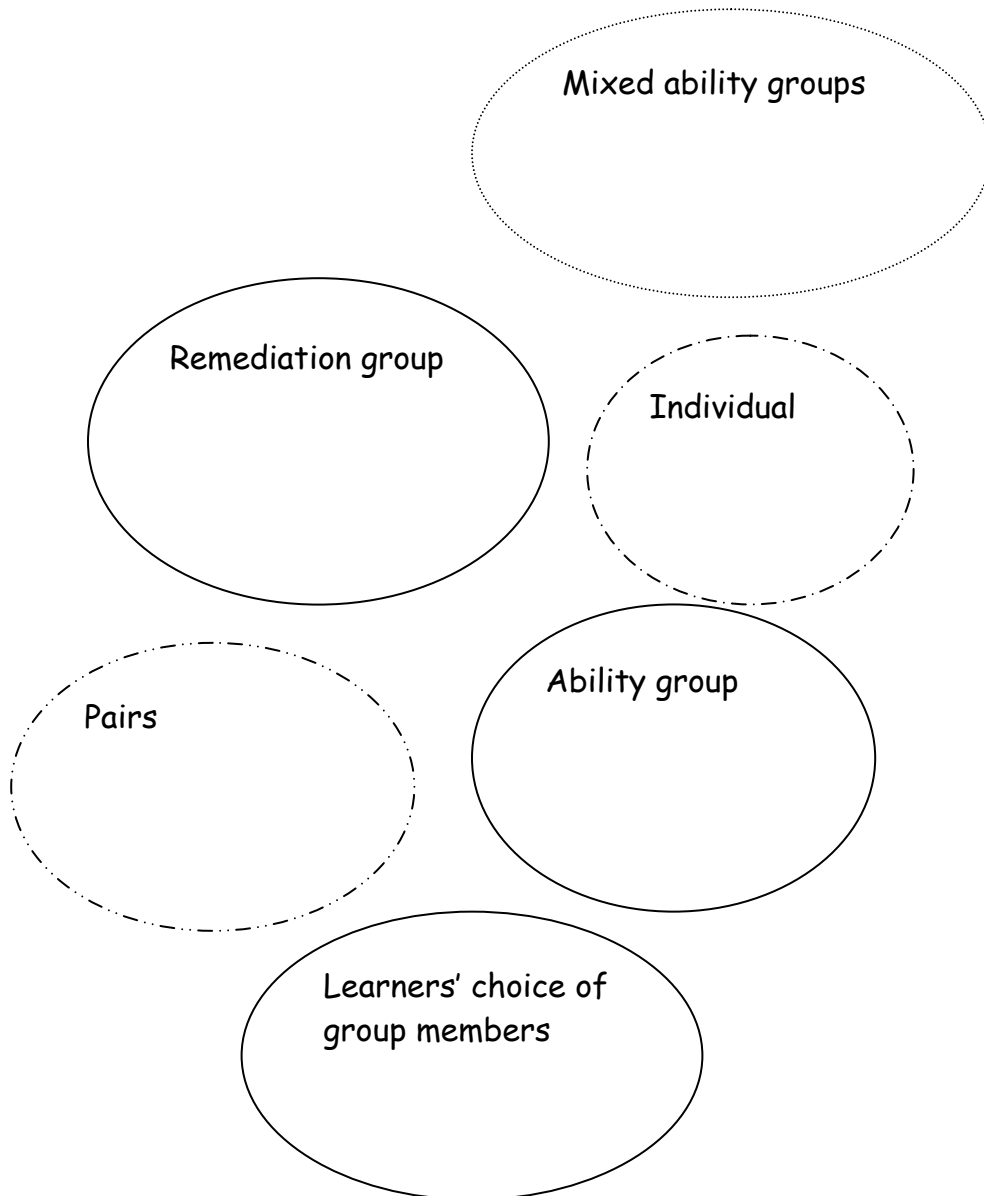 Mixed ability groups
Remediation group
Individual
Ability group
Pairs
Learners’ choice of
group members